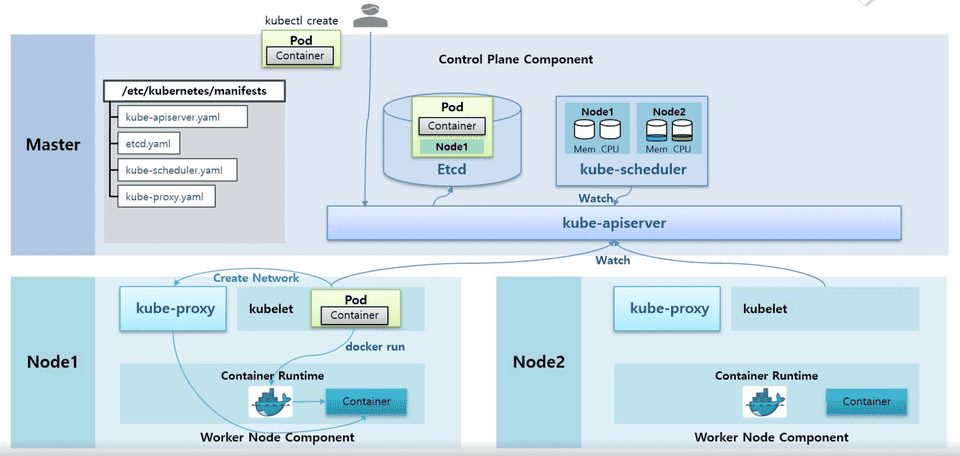 kubectl create
Pod
Container
Control Plane Component
Master
/etc/kubernetes/manifests
kube-apiserver.yaml
etcd.yaml
kube-scheduler.yaml
kube-proxy.yaml
Pod
Container
Node1
Etcd
Node1
Mem CPU
Node2
Mem CPU
kube-scheduler
Watch
kube-apiserver
Watch
Node1
Create Network
kube-proxy
kubelet
Pod
Container
docker run
Container Runtime
Container
Worker Node Component
Node2
kube-proxy
kubelet
Container Runtime
Container
Worker Node Component